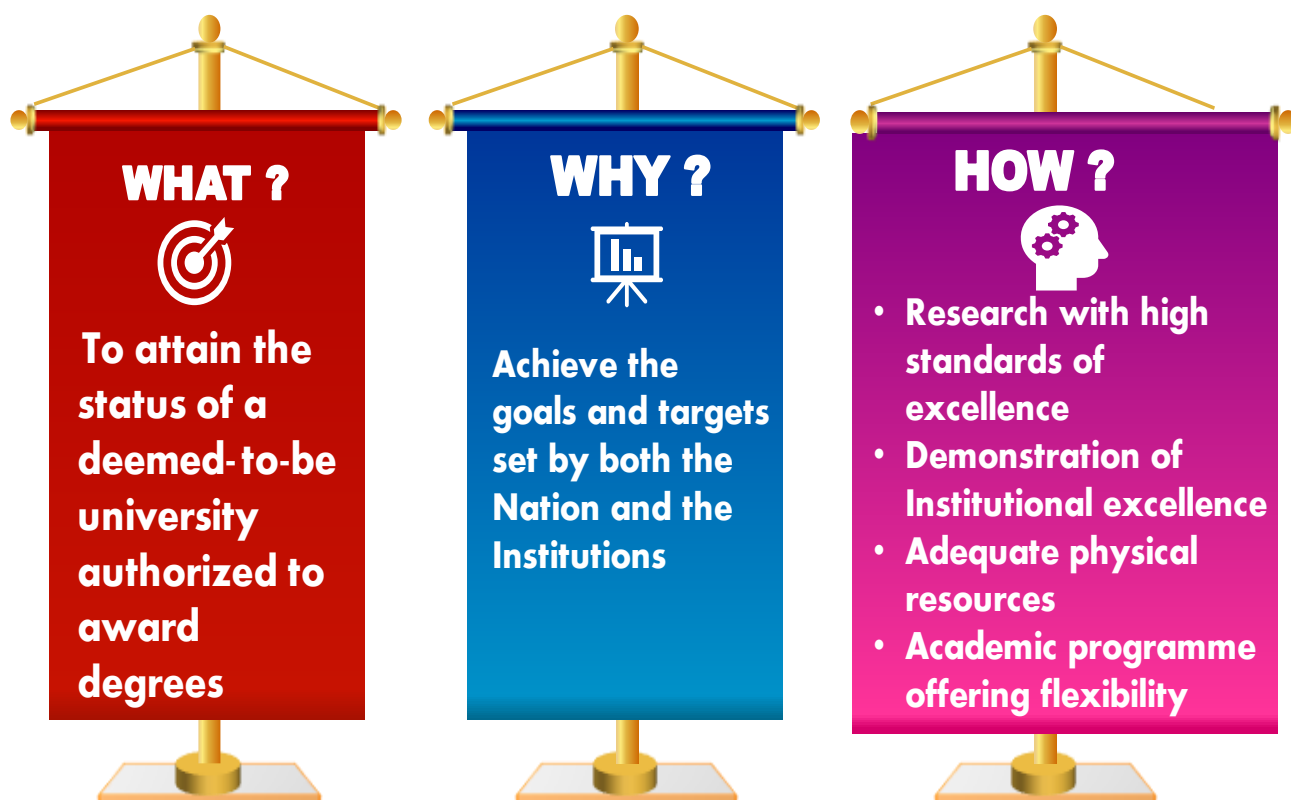 WHAT ?
To attain the
status of a
deemed-to-be
university
authorized to
award
degrees
WHY ?
Achieve the
goals and targets
set by both the
Nation and the
Institutions
HOW ?
• Research with high
standards of
excellence
• Demonstration of
Institutional excellence
• Adequate physical
resources
• Academic programme
offering flexibility